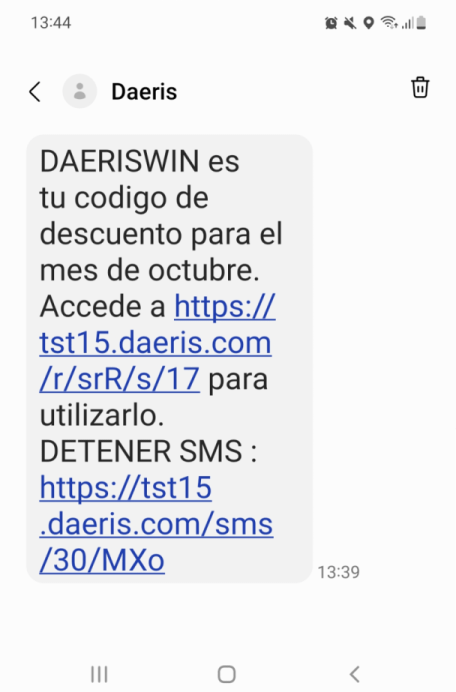 13:44
Daeris
DAERISWIN es
tu codigo de
descuento para el
mes de octubre.
Accede a https://
tst15.daeris.com
/r/srR/s/17 para
utilizarlo.
DETENER SMS :
https://tst15
.daeris.com/sms
/30/MXo
13:39